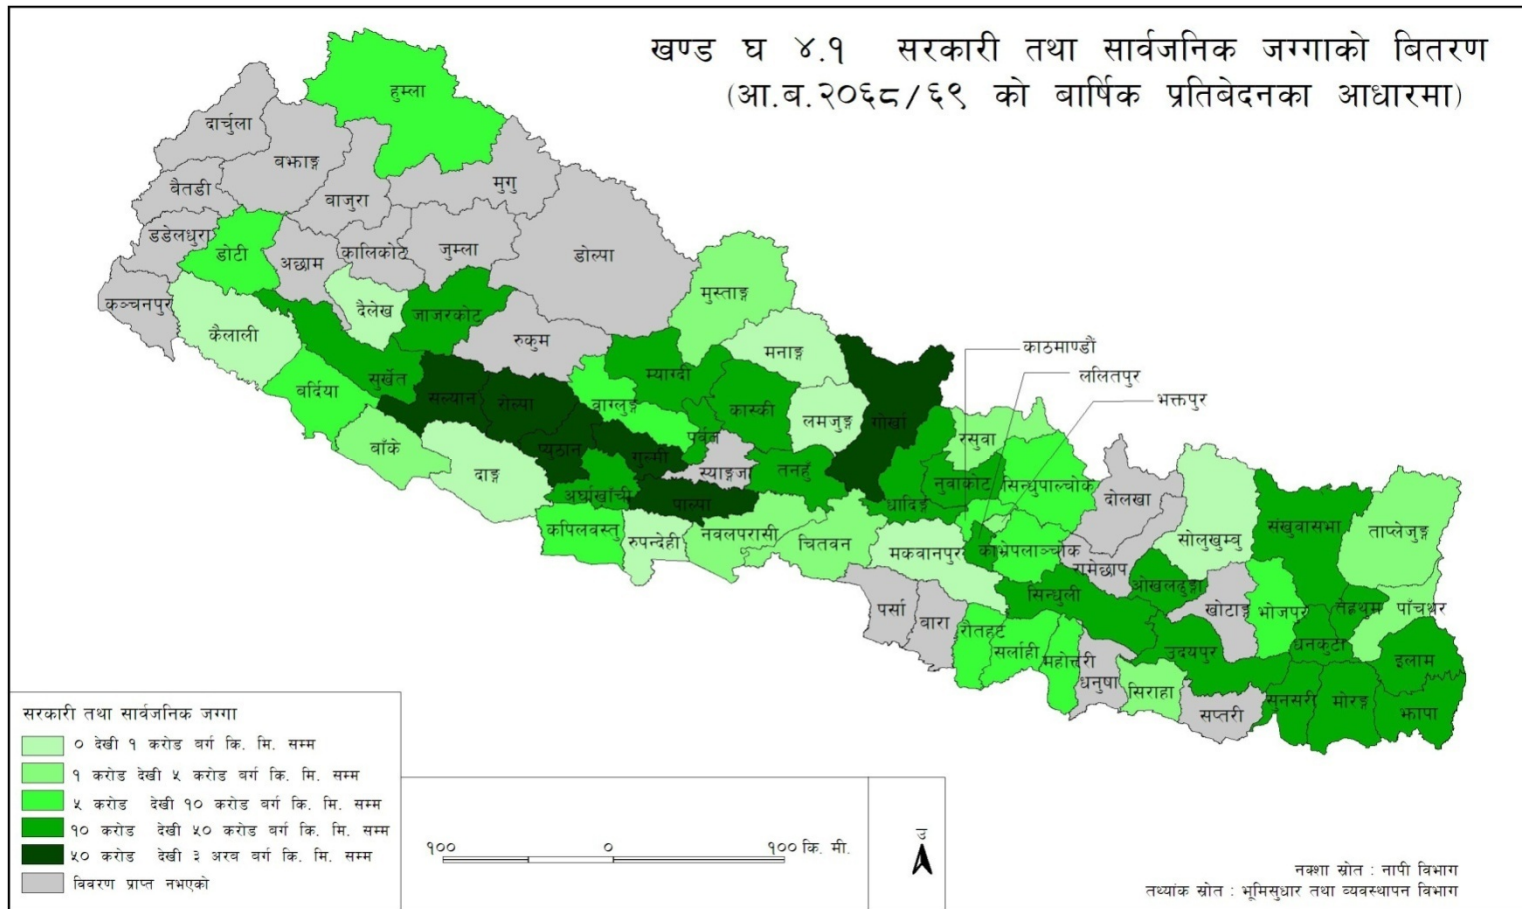 खण्ड घ ४.१ सरकारी तथा सार्वजनिक जग्गाको बितरण
(आ.ब.२०६८/६९ को बार्षिक प्रतिबेदनका आधारमा)
हुम्ला
दार्चुला
बझाङ्ग
बैतडी
बाजुरा
मुगु
डडेलधुरा
डोटी
अछाम
कालिकोट
जुम्ला
डोल्पा
कञ्चनपुर
कैलाली
दैलेख
जाजरकोट
रुकुम
मुस्ताङ्ग
मनाङ्ग
काठमाण्डौं
ललितपुर
भक्तपुर
बर्दिया
सुर्खेत
सल्यान
रोल्पा
वाग्लुङ्ग
म्याग्दी
कास्की
लमजुङ्ग
गोर्खा
रसुवा
बाँके
दाङ्ग
प्युठान
गुल्मी
पर्वत
स्याङ्गजा
तनहुँ
धादिङ्ग
नुवाकोट
सिन्धुपाल्चोक
दोलखा
अर्घाखाँची
पाल्पा
कपिलवस्तु
रुपन्देही
नवलपरासी
चितवन
मकवानपुर
काभ्रेपलाञ्चोक
रामेछाप
सोलुखुम्बु
संखुवासभा
ताप्लेजुङ्ग
ओखलढुङ्गा
सिन्धुली
खोटाङ्ग
भोजपुर
तेह्रथुम
पाँचथर
पर्सा
बारा
रौतहट
सर्लाही
महोत्तरी
धनुषा
सिराहा
उदयपुर
सप्तरी
धनकुटा
सुनसरी
मोरङ्ग
इलाम
झापा
सरकारी तथा सार्वजनिक जग्गा
० देखी १ करोड बर्ग कि. मि. सम्म
१ करोड देखी ५ करोड बर्ग कि. मि. सम्म
५ करोड देखी १० करोड बर्ग कि. मि. सम्म
१० करोड देखी ५० करोड बर्ग कि. मि. सम्म
५० करोड देखी ३ अरब बर्ग कि. मि. सम्म
बिबरण प्राप्त नभएको
१०० ० १०० कि. मी.
उ
नक्शा स्रोत : नापी विभाग
तथ्यांक स्रोत : भूमिसुधार तथा व्यवस्थापन विभाग